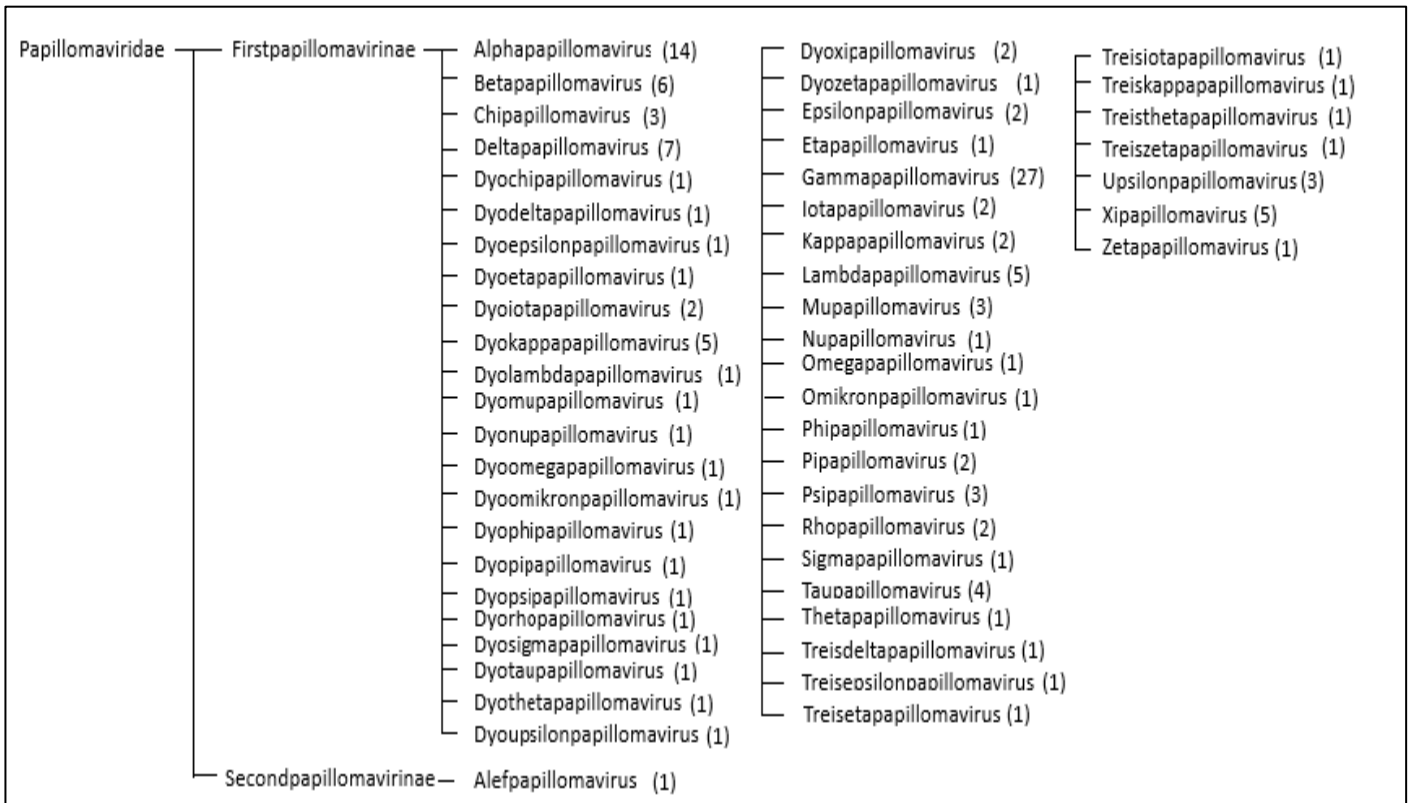 Papillomaviridae
Firstpapillomavirinae
Alphapapillomavirus (14)
Betapapillomavirus (6)
Chipapillomavirus (3)
Deltapapillomavirus (7)
Dyochipapillomavirus (1)
Dyodeltapapillomavirus (1)
Dyoepsilonpapillomavirus (1)
Dyoetapapillomavirus (1)
Dyoiotapapillomavirus (2)
Dyokappapapillomavirus (5)
Dyolambdapapillomavirus (1)
Dyomupapillomavirus (1)
Dyonupapillomavirus (1)
Dyoomegapapillomavirus (1)
Dyoomikronpapillomavirus (1)
Dyophipapillomavirus (1)
Dyopipapillomavirus (1)
Dyopsipapillomavirus (1)
Dyorhopapillomavirus (1)
Dyosigmapapillomavirus (1)
Dyotaupapillomavirus (1)
Dyothetapapillomavirus (1)
Dyoupsilonpapillomavirus (1)
Dyoxipapillomavirus (2)
Dyozetapapillomavirus (1)
Epsilonpapillomavirus (2)
Etapapillomavirus (1)
Gammapapillomavirus (27)
Iotapapillomavirus (2)
Kappapapillomavirus (2)
Lambdapapillomavirus (5)
Mupapillomavirus (3)
Nupapillomavirus (1)
Omegapapillomavirus (1)
Omikronpapillomavirus (1)
Phipapillomavirus (1)
Pipapillomavirus (2)
Psipapillomavirus (3)
Rhopapillomavirus (2)
Sigmapapillomavirus (1)
Taupapillomavirus (4)
Thetapapillomavirus (1)
Treisdeltapapillomavirus (1)
Treisepsilonpapillomavirus (1)
Treisetapapillomavirus (1)
Treisiotapapillomavirus (1)
Treiskappapapillomavirus (1)
Treisthetapapillomavirus (1)
Treiszetapapillomavirus (1)
Upsilonpapillomavirus (3)
Xipapillomavirus (5)
Zetapapillomavirus (1)
Secondpapillomavirinae
Alefpapillomavirus (1)